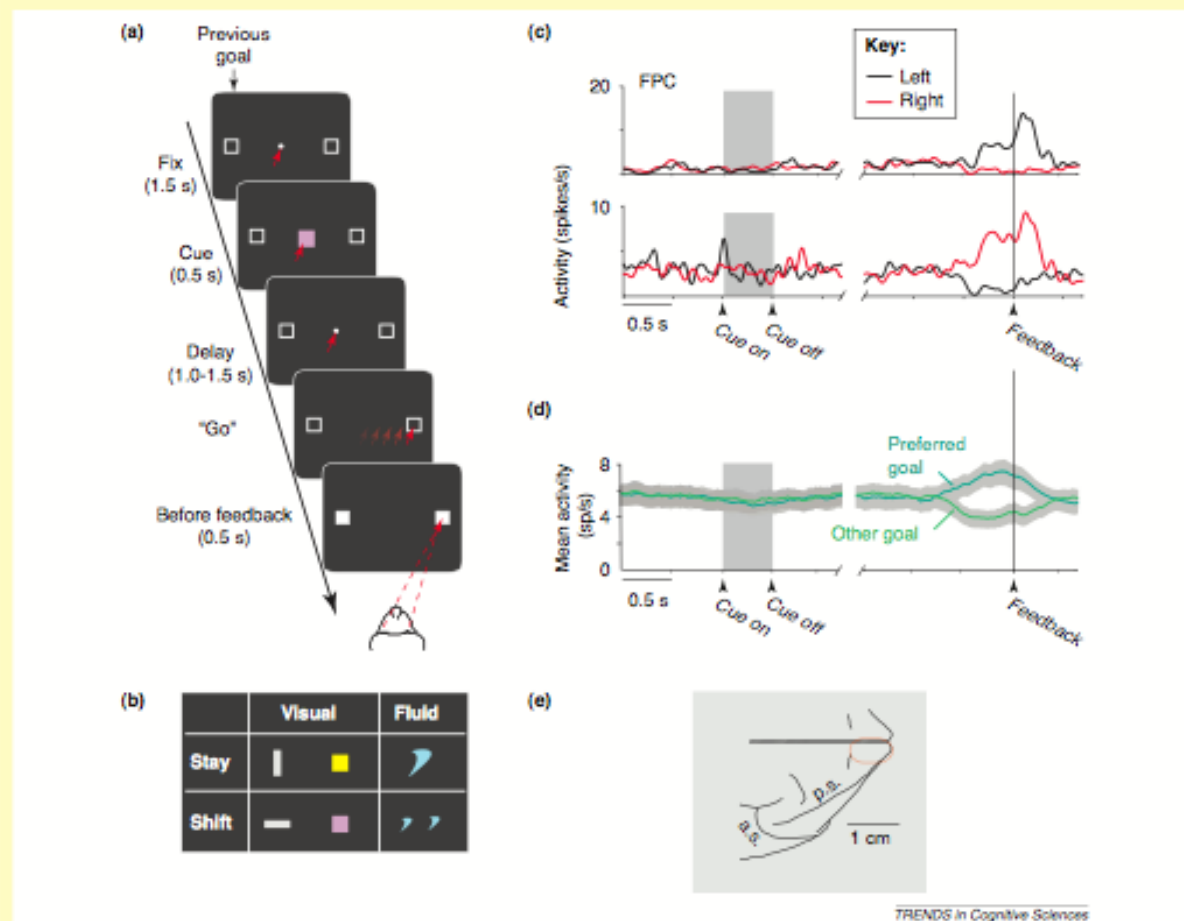 (a)
Previous
goal
Fix
(1.5 s)
Cue
(0.5 s)
Delay
(1.0-1.5 s)
"Go"
Before feedback
(0.5 s)
(b)
Visual Fluid
Stay
Shift
(c)
Key:
Left
Right
FPC
20
10
Activity (spikes/s)
0.5 s
Cue on
Cue off
Feedback
(d)
Preferred
goal
Other goal
8
4
0
Mean activity
(sp/s)
0.5 s
Cue on
Cue off
Feedback
(e)
p.s.
a.s.
1 cm
TRENDS in Cognitive Sciences